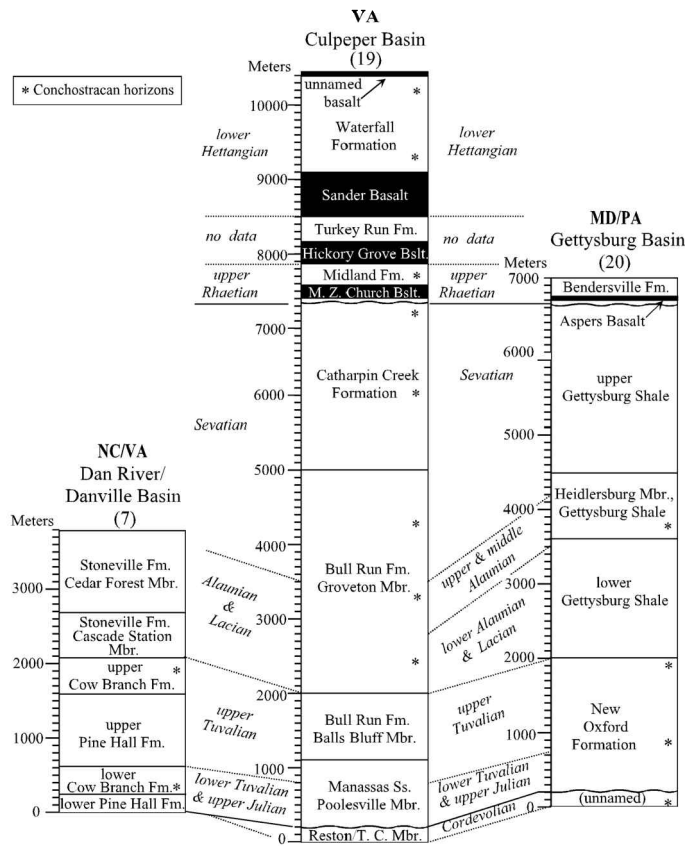 VA
Culpeper Basin
(19)
Meters
* Conchostracan horizons
10000
9000
8000
7000
6000
5000
4000
3000
2000
1000
0
unnamed
basalt
*
Waterfall
Formation
*
Sander Basalt
Turkey Run Fm.
Hickory Grove Bslt.
Midland Fm. *
M. Z. Church Bslt.
*
Catharpin Creek
Formation *
*
Bull Run Fm.
Groveton Mbr.
*
*
Bull Run Fm.
Balls Bluff Mbr.
Manassas Ss.
Poolesville Mbr.
Reston/T. C. Mbr.
lower
Hettangian
no data
upper
Rhaetian
Sevatian
Alaunian
&
Lacian
upper
Tuvalian
lower Tuvalian
& upper Julian
lower
Hettangian
no data
upper
Rhaetian
Sevatian
upper & middle
Alaunian
lower Alaunian
& Lacian
upper
Tuvalian
lower Tuvalian
& upper Julian
Cordevolian
NC/VA
Dan River/
Danville Basin
(7)
Meters
3000
2000
1000
0
Stoneville Fm.
Cedar Forest Mbr.
Stoneville Fm.
Cascade Station
Mbr.
upper *
Cow Branch Fm.
upper
Pine Hall Fm.
lower
Cow Branch Fm.*
lower Pine Hall Fm.
MD/PA
Gettysburg Basin
(20)
Meters
7000
6000
5000
4000
3000
2000
1000
0
Bendersville Fm.
Aspers Basalt
upper
Gettysburg Shale
Heidlersburg Mbr.,
Gettysburg Shale
*
lower
Gettysburg Shale
*
New
Oxford
Formation *
(unnamed)
*